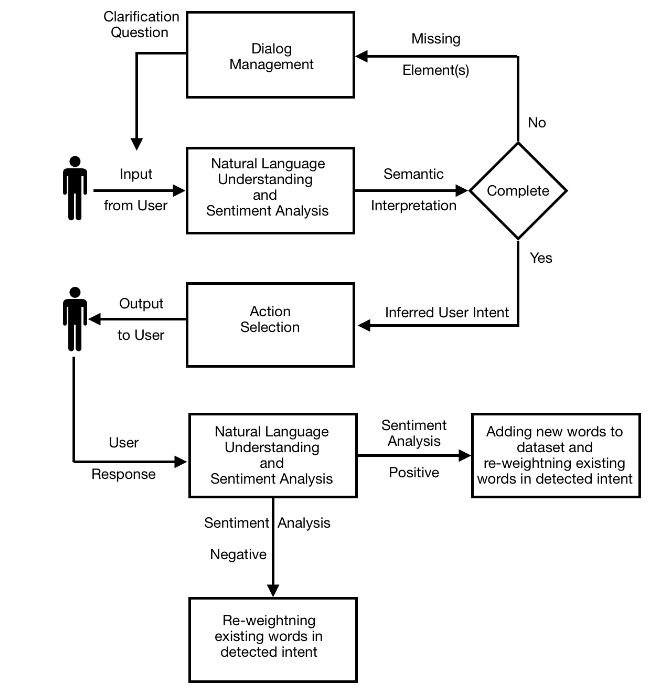 Clarification
Question
Dialog
Management
Missing
Element(s)
No
Input
from User
Natural Language
Understanding
and
Sentiment Analysis
Semantic
Interpretation
Complete
Yes
Output
to User
Action
Selection
Inferred User Intent
User
Response
Natural Language
Understanding
and
Sentiment Analysis
Sentiment
Analysis
Positive
Adding new words to
dataset and
re-weightning existing
words in detected intent
Sentiment Analysis
Negative
Re-weightning
existing words in
detected intent